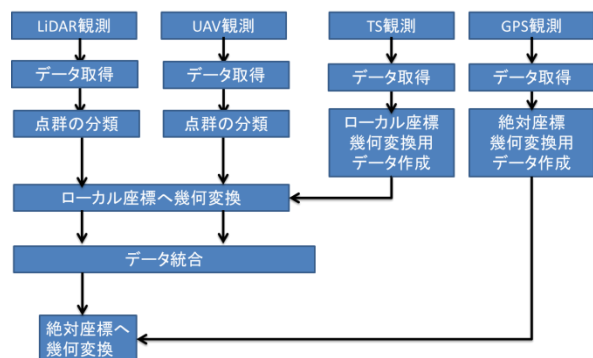 LiDAR観測
UAV観測
TS観測
GPS観測
データ取得
データ取得
データ取得
データ取得
点群の分類
点群の分類
ローカル座標
幾何変換用
データ作成
絶対座標
幾何変換用
データ作成
ローカル座標へ幾何変換
データ統合
絶対座標へ
幾何変換